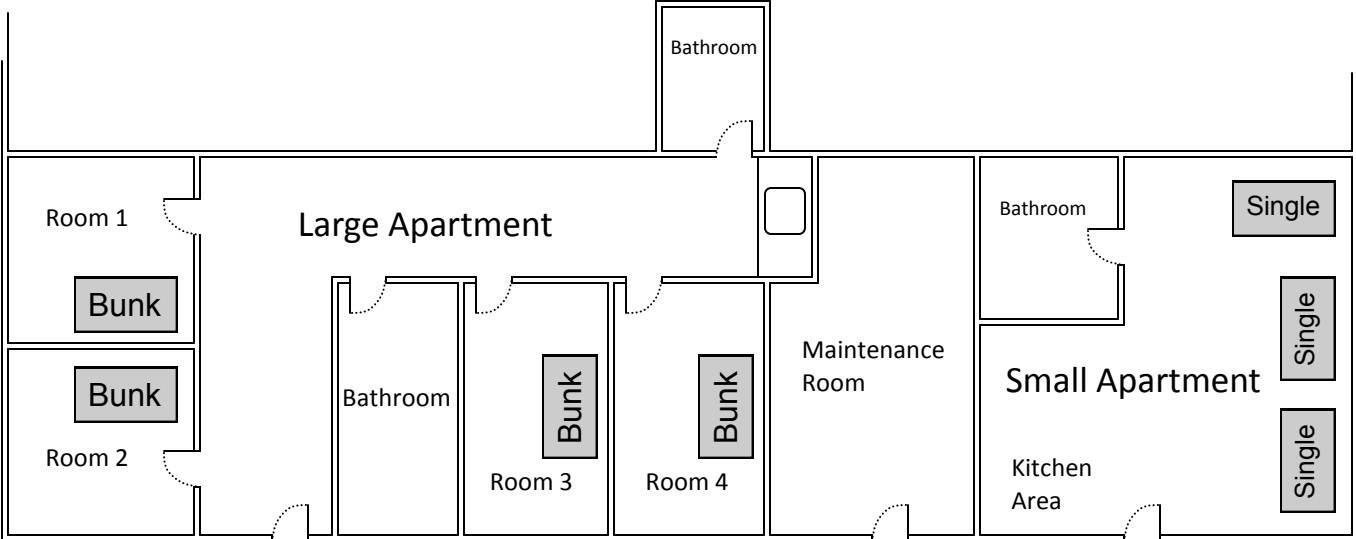 Bathroom
Room 1
Large Apartment
Bathroom
Single
Bunk
Single
Maintenance
Room
Small Apartment
Bunk
Bathroom
Bunk
Bunk
Single
Room 2
Room 3
Room 4
Kitchen
Area